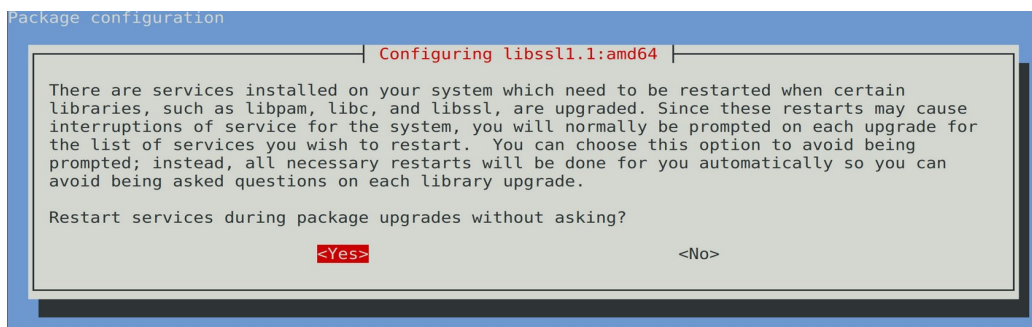 Package configuration
Configuring libssl1.1:amd64
There are services installed on your system which need to be restarted when certain
libraries, such as libpam, libc, and libssl, are upgraded. Since these restarts may cause
interruptions of service for the system, you will normally be prompted on each upgrade for
the list of services you wish to restart.  You can choose this option to avoid being
prompted; instead, all necessary restarts will be done for you automatically so you can
avoid being asked questions on each library upgrade.
Restart services during package upgrades without asking?
<Yes> <No>